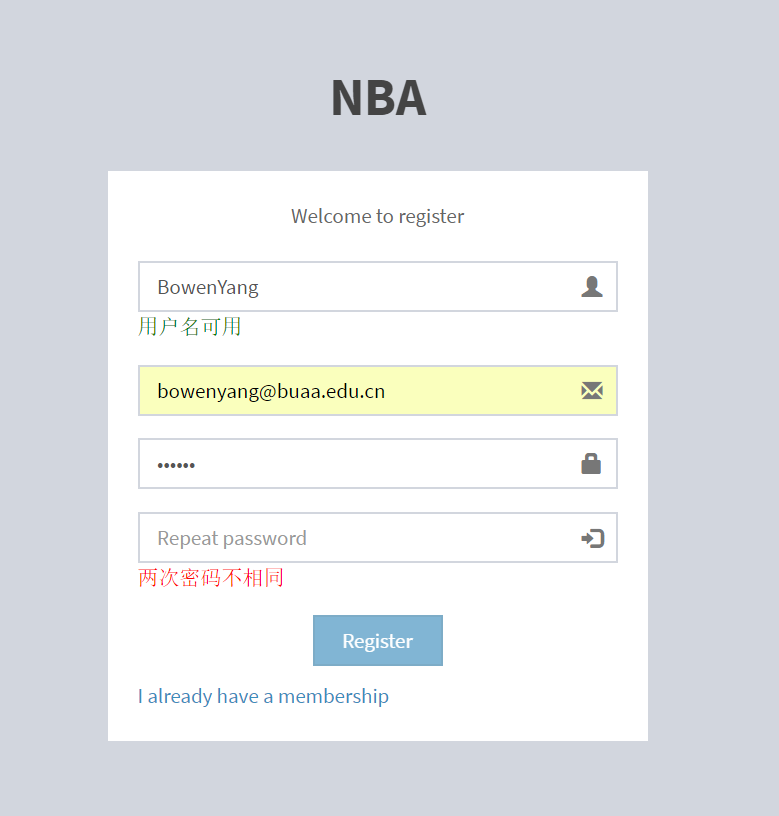 NBA
Welcome to register
BowenYang
用户名可用
bowenyang@buaa.edu.cn
••••••
Repeat password
两次密码不相同
Register
I already have a membership